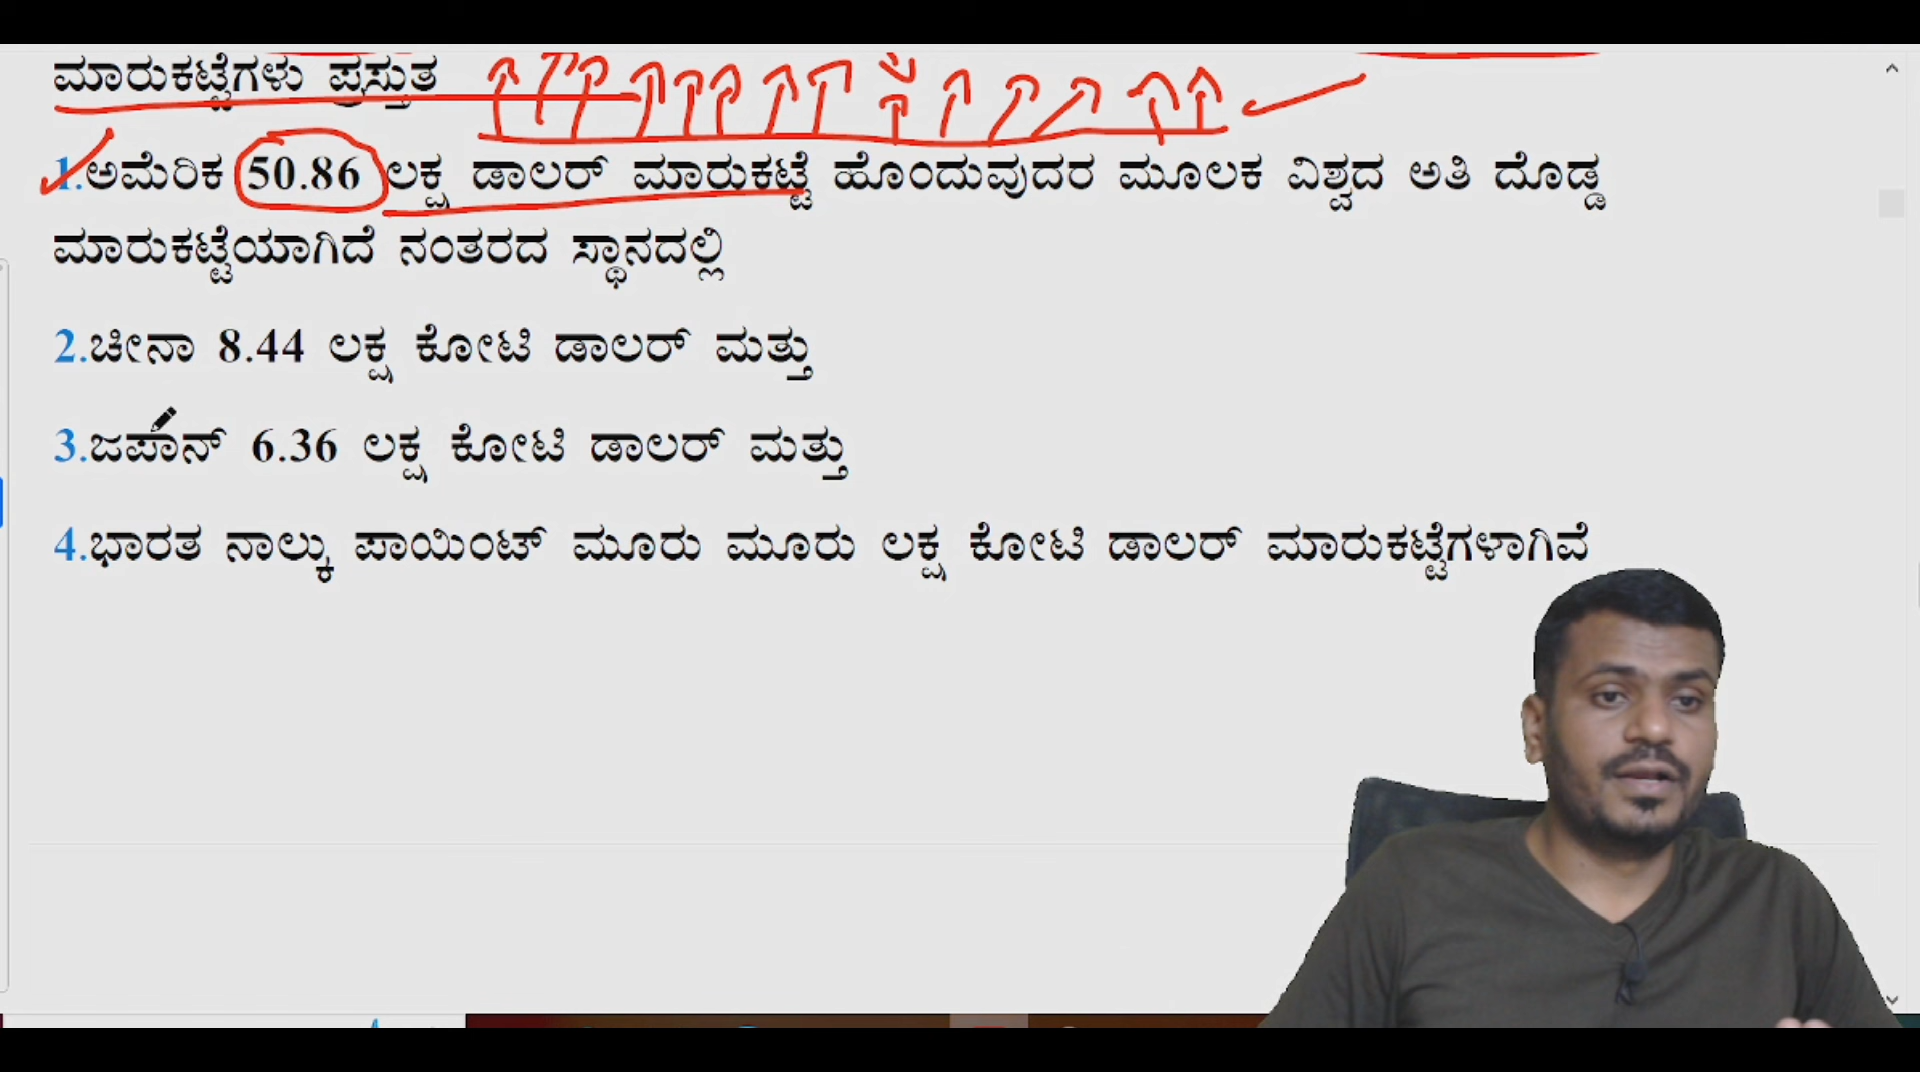 ಮಾರುಕಟ್ಟೆಗಳು ಪ್ರಸ್ತುತ
1.ಅಮೆರಿಕ 50.86 ಲಕ್ಷ ಡಾಲರ್ ಮಾರುಕಟ್ಟೆ ಹೊಂದುವುದರ ಮೂಲಕ ವಿಶ್ವದ ಅತಿ ದೊಡ್ಡ
ಮಾರುಕಟ್ಟೆಯಾಗಿದೆ ನಂತರದ ಸ್ಥಾನದಲ್ಲಿ
2.ಚೀನಾ 8.44 ಲಕ್ಷ ಕೋಟಿ ಡಾಲರ್ ಮತ್ತು
3.ಜಪಾನ್ 6.36 ಲಕ್ಷ ಕೋಟಿ ಡಾಲರ್ ಮತ್ತು
4.ಭಾರತ ನಾಲ್ಕು ಪಾಯಿಂಟ್ ಮೂರು ಮೂರು ಲಕ್ಷ ಕೋಟಿ ಡಾಲರ್ ಮಾರುಕಟ್ಟೆಗಳಾಗಿವೆ